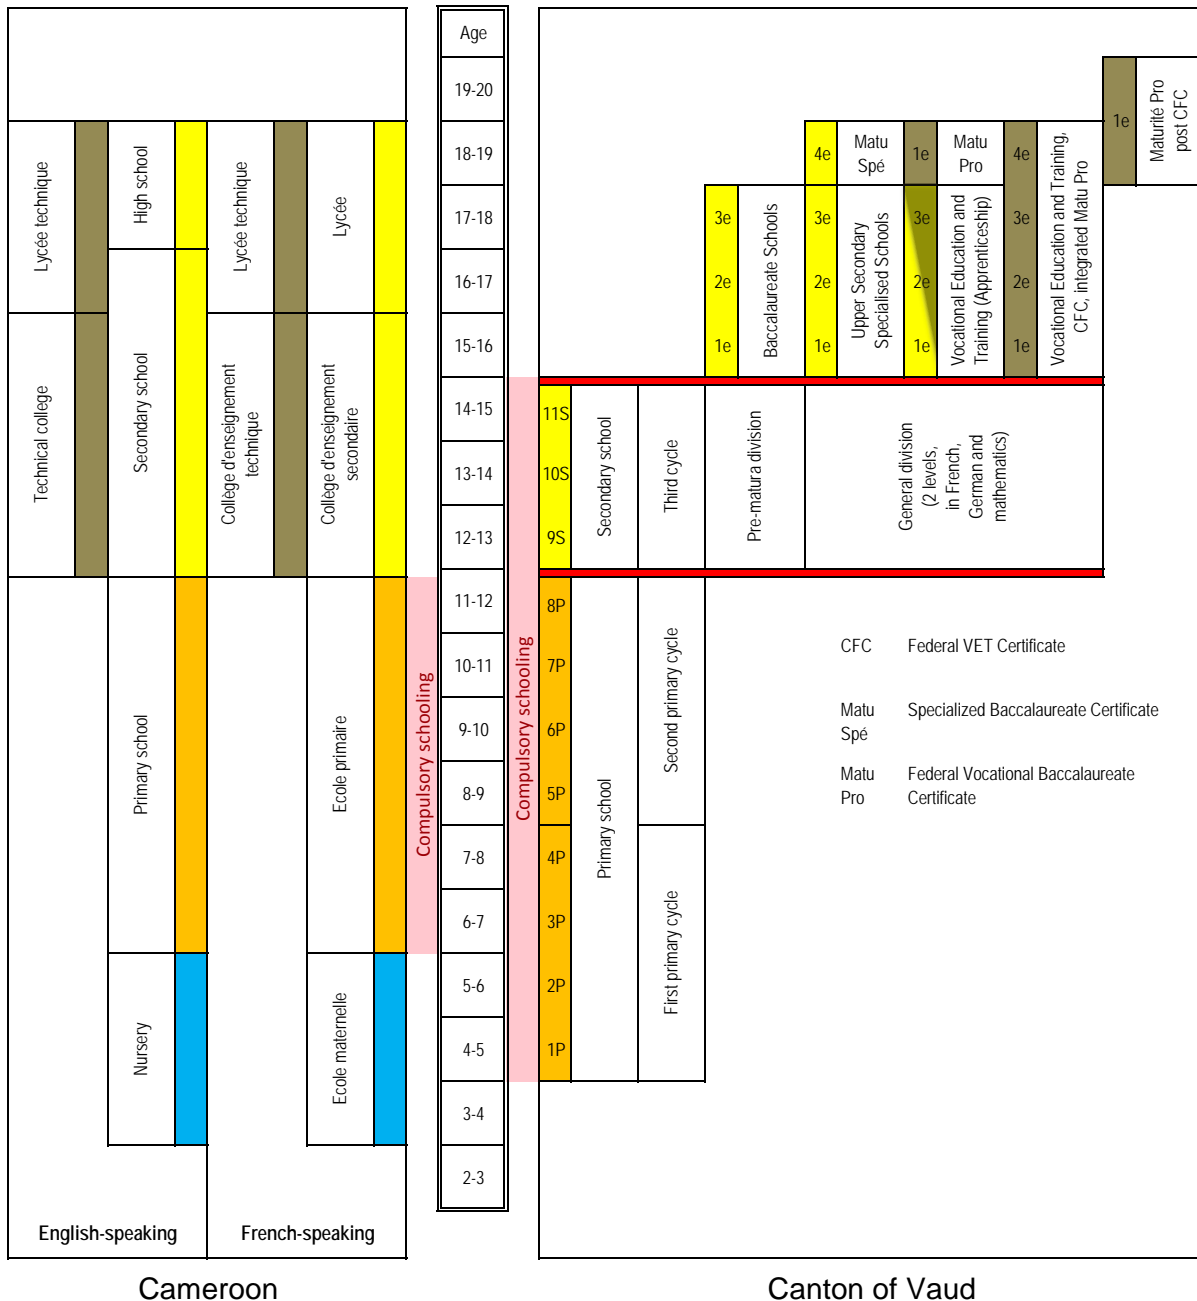 Age
19-20
18-19
17-18
16-17
15-16
14-15
13-14
12-13
11-12
10-11
9-10
8-9
7-8
6-7
5-6
4-5
3-4
2-3
Lycée technique
High school
Lycée technique
Lycée
Technical college
Secondary school
Collège d'enseignement
technique
Collège d'enseignement
secondaire
Primary school
Ecole primaire
Nursery
Ecole maternelle
English-speaking
French-speaking
Cameroon
Compulsory schooling
Compulsory schooling
1e
Maturité Pro
post CFC
4e
Matu
Spé
1e
Matu
Pro
4e
3e
2e
1e
Baccalaureate Schools
3e
2e
1e
Upper Secondary
Specialised Schools
3e
2e
1e
Vocational Education and
Training (Apprenticeship)
3e
2e
1e
Vocational Education and Training,
CFC, integrated Matu Pro
11S
10S
9S
Secondary school
Third cycle
Pre-matura division
General division
(2 levels,
in French,
German and
mathematics)
8P
7P
6P
5P
4P
3P
2P
1P
Primary school
Second primary cycle
First primary cycle
CFC Federal VET Certificate
Matu Specialized Baccalaureate Certificate
Spé
Matu Federal Vocational Baccalaureate
Pro Certificate
Canton of Vaud